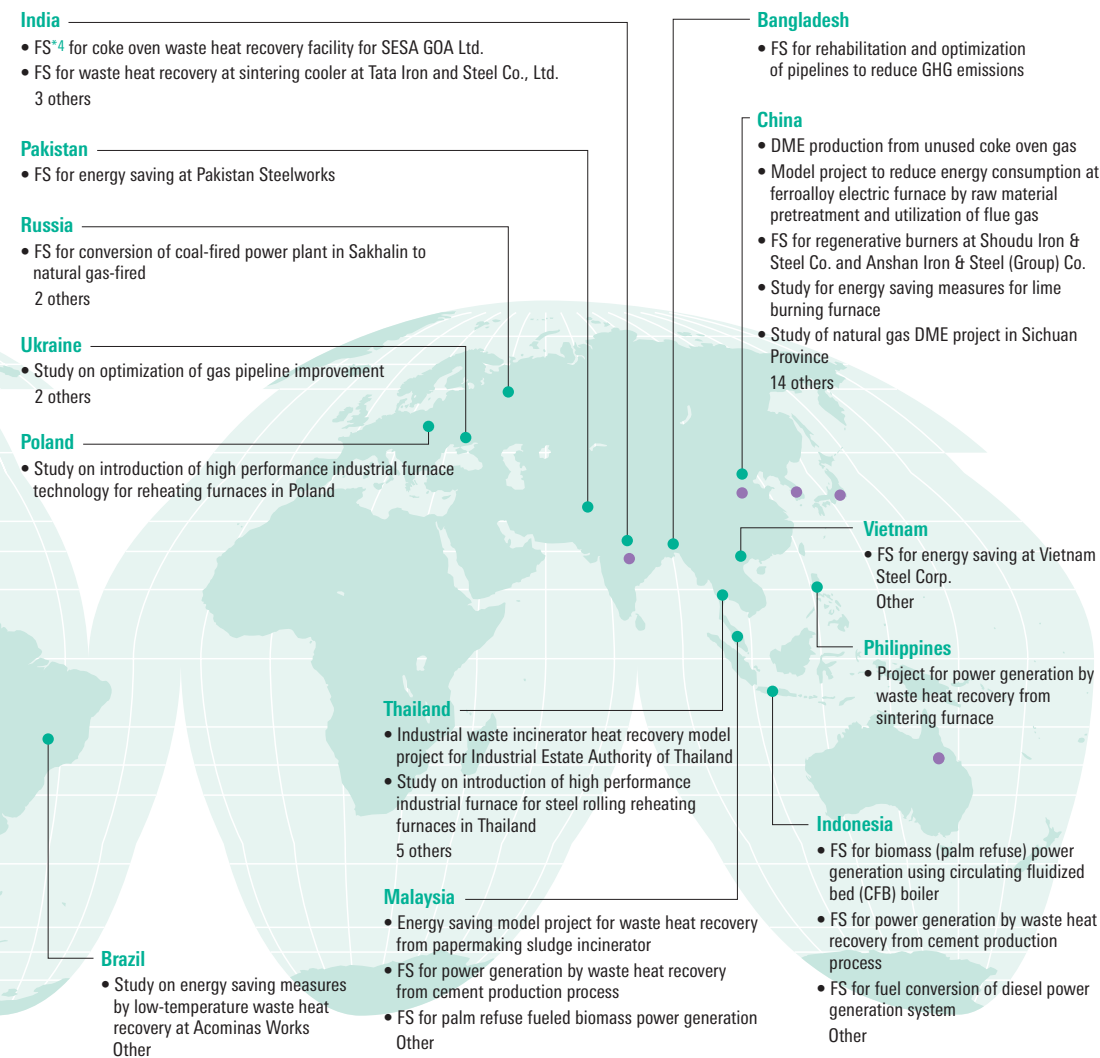 India
• FS*4 for coke oven waste heat recovery facility for SESA GOA Ltd.
• FS for waste heat recovery at sintering cooler at Tata Iron and Steel Co., Ltd.
3 others
Pakistan
• FS for energy saving at Pakistan Steelworks
Russia
• FS for conversion of coal-fired power plant in Sakhalin to
natural gas-fired
2 others
Ukraine
• Study on optimization of gas pipeline improvement
2 others
Poland
• Study on introduction of high performance industrial furnace
technology for reheating furnaces in Poland
Bangladesh
• FS for rehabilitation and optimization
of pipelines to reduce GHG emissions
China
• DME production from unused coke oven gas
• Model project to reduce energy consumption at
ferroalloy electric furnace by raw material
pretreatment and utilization of flue gas
• FS for regenerative burners at Shoudu Iron &
Steel Co. and Anshan Iron & Steel (Group) Co.
• Study for energy saving measures for lime
burning furnace
• Study of natural gas DME project in Sichuan
Province
14 others
Vietnam
• FS for energy saving at Vietnam
Steel Corp.
Other
Philippines
• Project for power generation by
waste heat recovery from
sintering furnace
Thailand
• Industrial waste incinerator heat recovery model
project for Industrial Estate Authority of Thailand
• Study on introduction of high performance
industrial furnace for steel rolling reheating
furnaces in Thailand
5 others
Malaysia
• Energy saving model project for waste heat recovery
from papermaking sludge incinerator
• FS for power generation by waste heat recovery
from cement production process
• FS for palm refuse fueled biomass power generation
Other
Indonesia
• FS for biomass (palm refuse) power
generation using circulating fluidized
bed (CFB) boiler
• FS for power generation by waste heat
recovery from cement production
process
• FS for fuel conversion of diesel power
generation system
Other
Brazil
• Study on energy saving measures
by low-temperature waste heat
recovery at Acominas Works
Other